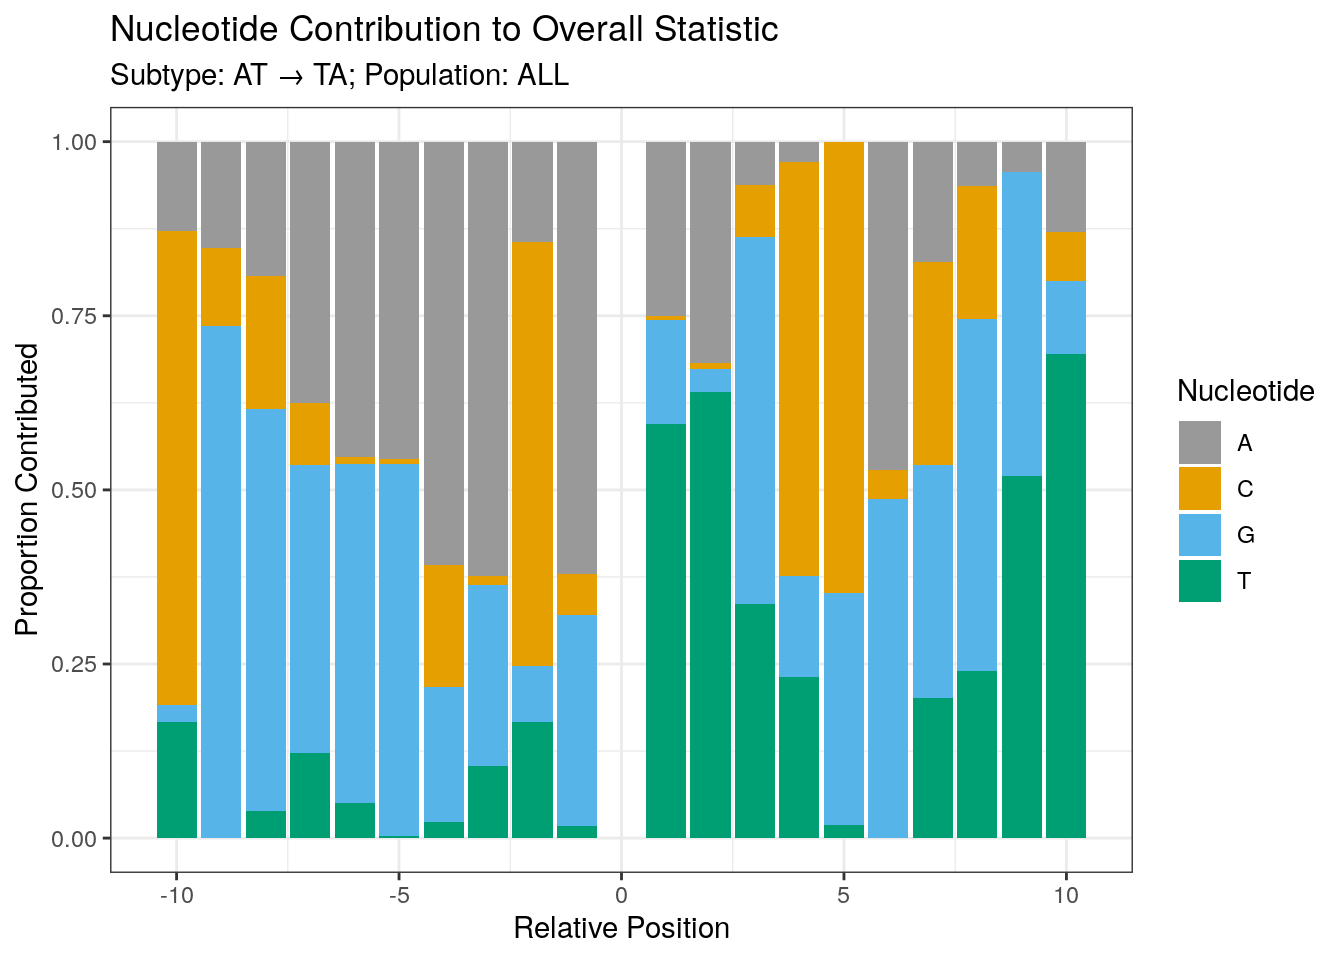 Nucleotide Contribution to Overall Statistic
Subtype: AT → TA; Population: ALL
Proportion Contributed
1.00
0.75
0.50
0.25
0.00
-10
-5
0
5
10
Relative Position
Nucleotide
A
C
G
T